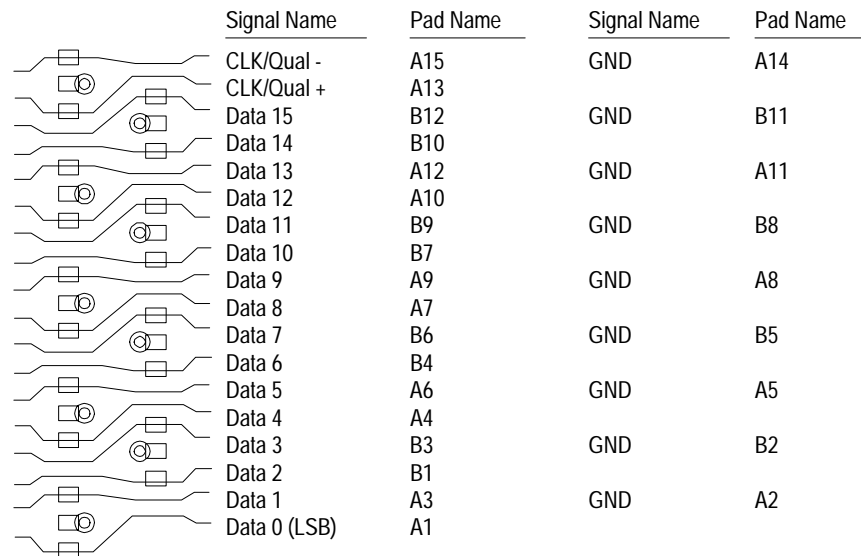 Signal Name Pad Name Signal Name Pad Name
CLK/Qual - A15 GND A14
CLK/Qual + A13
Data 15 B12 GND B11
Data 14 B10
Data 13 A12 GND A11
Data 12 A10
Data 11 B9 GND B8
Data 10 B7
Data 9 A9 GND A8
Data 8 A7
Data 7 B6 GND B5
Data 6 B4
Data 5 A6 GND A5
Data 4 A4
Data 3 B3 GND B2
Data 2 B1
Data 1 A3 GND A2
Data 0 (LSB) A1